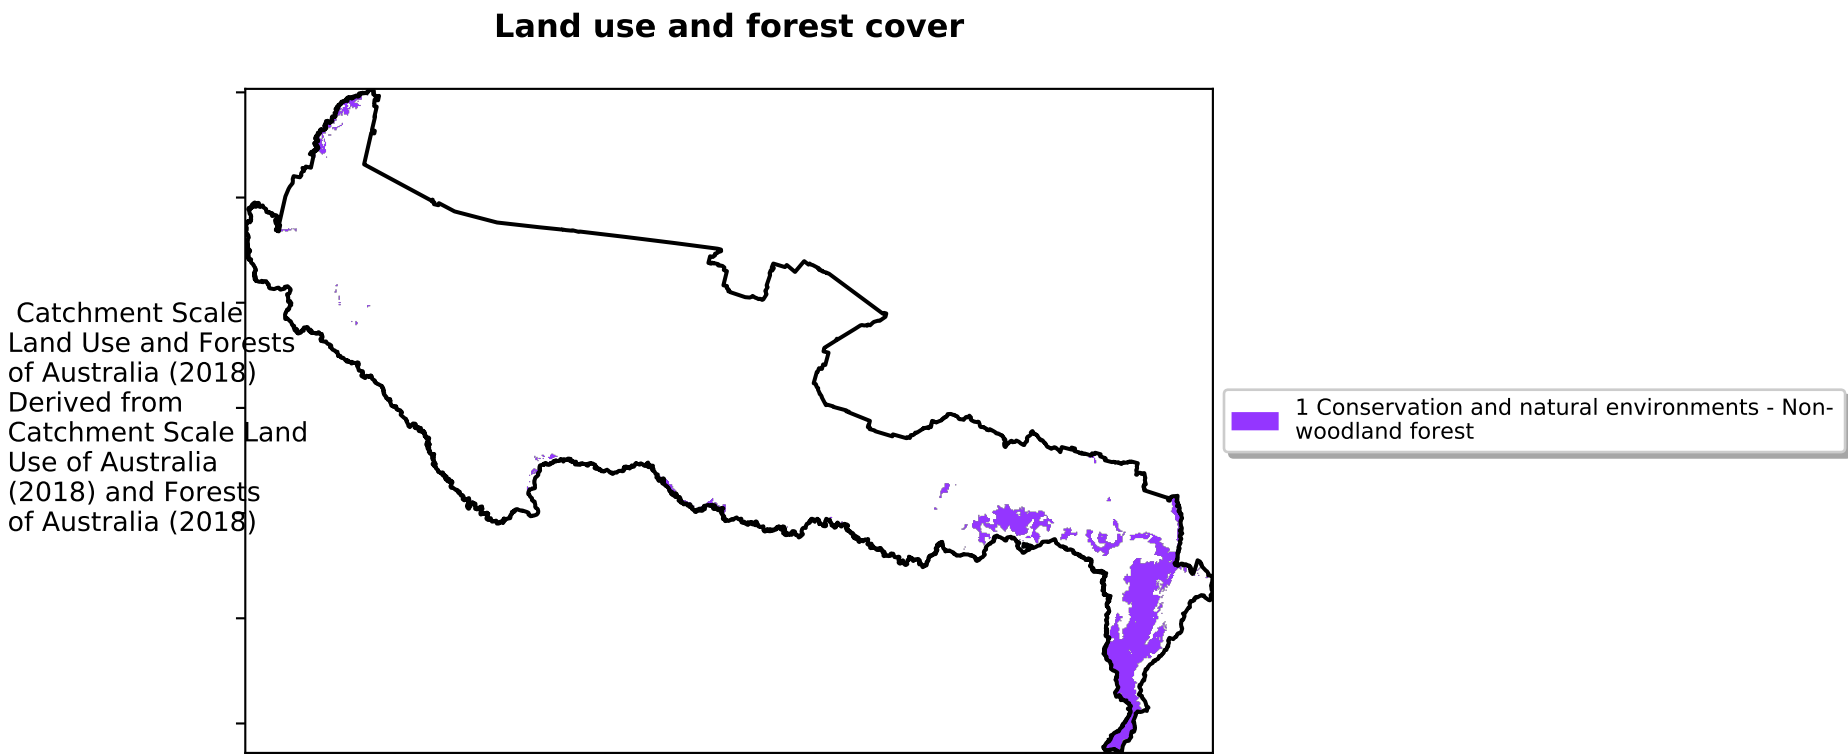 Land use and forest cover
Catchment Scale
Land Use and Forests
of Australia (2018)
Derived from
Catchment Scale Land
Use of Australia
(2018) and Forests
of Australia (2018)
1 Conservation and natural environments - Non-
woodland forest